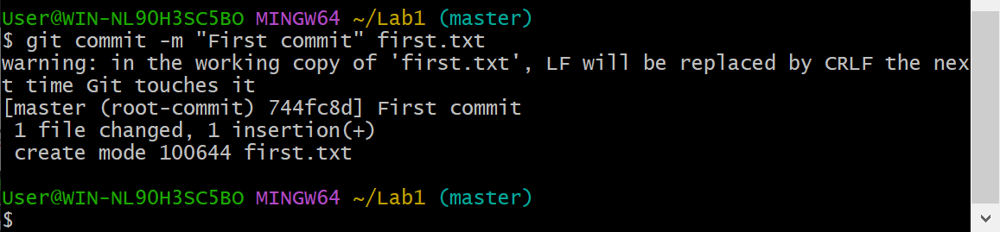 User@WIN-NL9OH3SC5BO MINGW64 ~/Lab1 (master)
$ git commit -m "First commit" first.txt
warning: in the working copy of 'first.txt', LF will be replaced by CRLF the nex
t time Git touches it
[master (root-commit) 744fc8d] First commit
 1 file changed, 1 insertion(+)
 create mode 100644 first.txt

User@WIN-NL9OH3SC5BO MINGW64 ~/Lab1 (master)
$